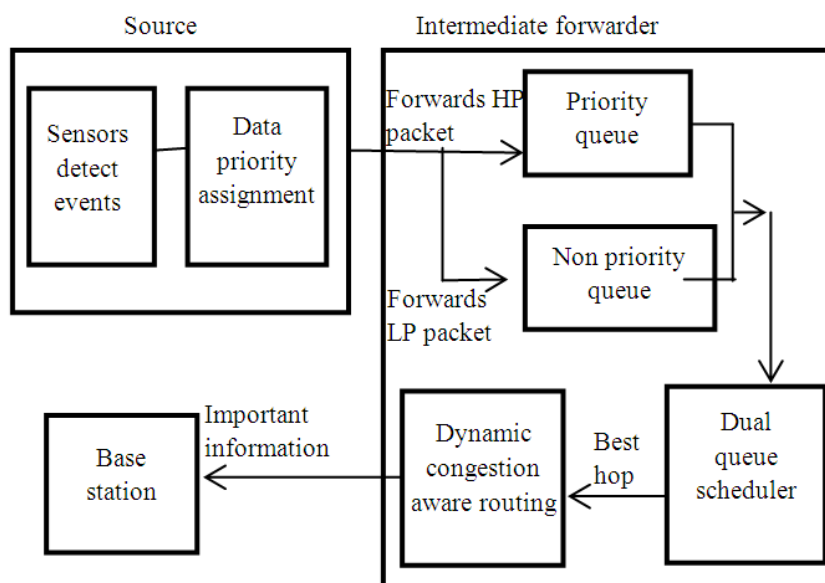 Source
Intermediate forwarder
Sensors
detect
events
Data
priority
assignment
Forwards HP
packet
Priority
queue
Non priority
queue
Forwards
LP packet
Dual
queue
scheduler
Best
hop
Dynamic
congestion
aware routing
Important
information
Base
station